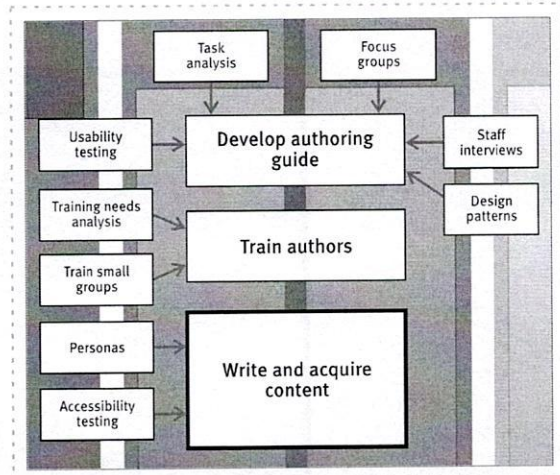 Task
analysis
Focus
groups
Usability
testing
Develop authoring
guide
Staff
interviews
Training needs
analysis
Design
patterns
Train authors
Train small
groups
Personas
Write and acquire
content
Accessibility
testing